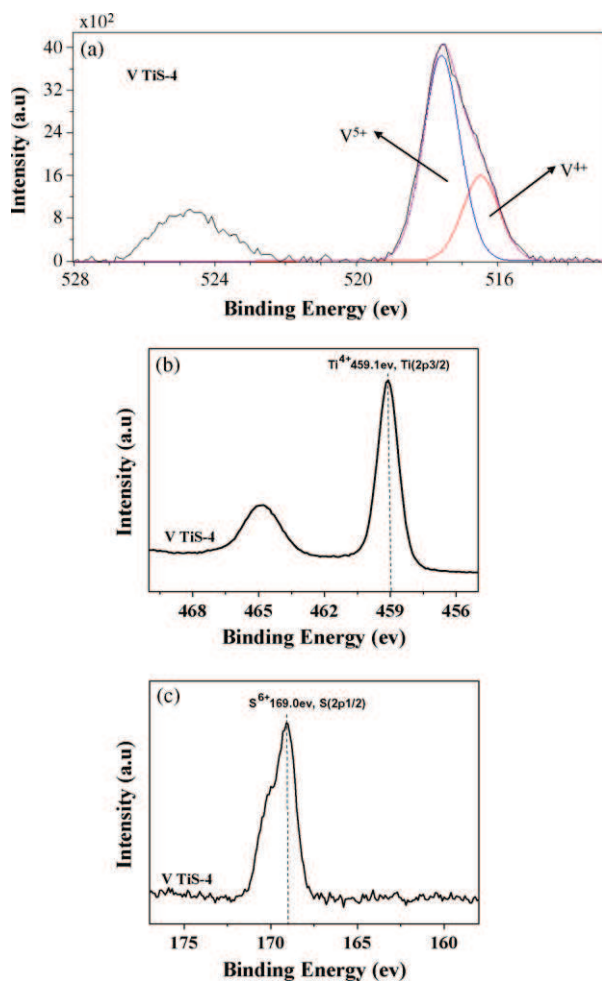 x10²
(a)
V TiS-4
V⁵⁺
V⁴⁺
40
32
24
16
8
0
528
524
520
516
Intensity (a.u)
Binding Energy (ev)
(b)
Ti⁴⁺459.1ev, Ti(2p3/2)
V TiS-4
468
465
462
459
456
Intensity (a.u)
Binding Energy (ev)
(c)
S⁶⁺169.0ev, S(2p1/2)
V TiS-4
175
170
165
160
Intensity (a.u)
Binding Energy (ev)